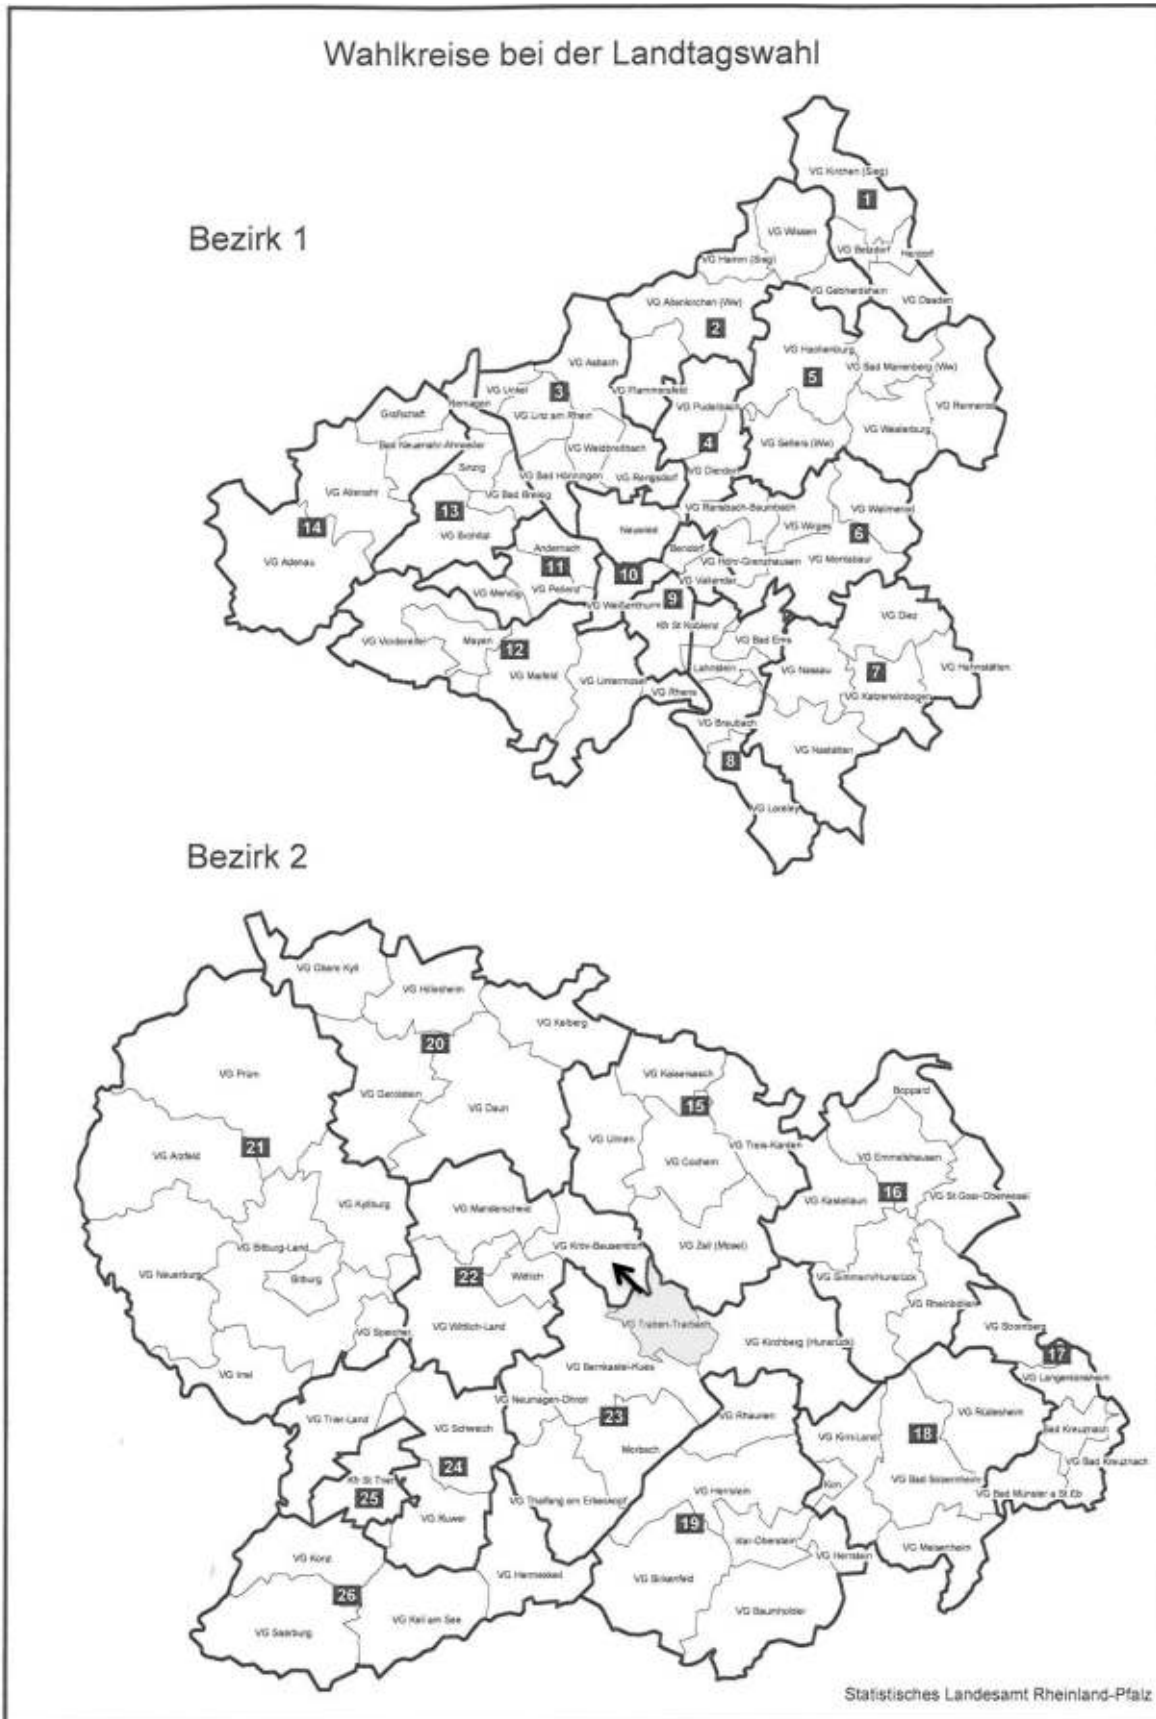 Wahlkreise bei der Landtagswahl
Bezirk 1
VG Kirchen (Sieg)
1
VG Wissen
VG Betzdorf
Herdorf
VG Hamm (Sieg)
VG Gebhardshain
VG Daaden
VG Altenkirchen (Ww)
2
VG Hachenburg
VG Bad Marienberg (Ww)
VG Asbach
5
VG Unkel
3
VG Flammersfeld
Remagen
VG Puderbach
VG Rennerod
Grafschaft
VG Linz am Rhein
VG Westerburg
Bad Neuenahr-Ahrweiler
VG Waldbreitbach
4
VG Selters (Ww)
Sinzig
VG Bad Hönningen
VG Rengsdorf
VG Dierdorf
VG Altenahr
VG Bad Breisig
VG Ransbach-Baumbach
VG Wallmerod
14
13
Neuwied
VG Wirges
6
VG Brohltal
Andernach
Bendorf
VG Adenau
11
10
VG Höhr-Grenzhausen
VG Montabaur
VG Mendig
VG Pellenz
VG Vallendar
VG Weißenthurm
9
VG Diez
Kfr St Koblenz
VG Vordereifel
Mayen
VG Bad Ems
12
Lahnstein
VG Nassau
7
VG Hahnstätten
VG Maifeld
VG Untermosel
VG Rhens
VG Katzenelnbogen
VG Braubach
VG Nastätten
8
VG Loreley
Bezirk 2
VG Obere Kyll
VG Hillesheim
VG Kelberg
20
VG Prüm
VG Kaisersesch
Boppard
VG Gerolstein
VG Daun
15
21
VG Ulmen
VG Treis-Karden
VG Arzfeld
VG Cochem
VG Emmelshausen
VG Kyllburg
VG Manderscheid
VG Kastellaun
16
VG St Goar-Oberwesel
VG Bitburg-Land
VG Kröv-Bausendorf
VG Zell (Mosel)
VG Neuerburg
Bitburg
22
Wittlich
VG Simmern/Hunsrück
VG Rheinböllen
VG Speicher
VG Wittlich-Land
VG Traben-Trarbach
VG Stromberg
VG Kirchberg (Hunsrück)
17
VG Irrel
VG Bernkastel-Kues
VG Langenlonsheim
VG Neumagen-Dhron
VG Trier-Land
23
VG Rhaunen
VG Rüdesheim
VG Schweich
VG Kirn-Land
18
Bad Kreuznach
Morbach
VG Bad Kreuznach
24
Kfr St Trier
VG Bad Sobernheim
25
VG Thalfang am Erbeskopf
VG Herrstein
Kirn
VG Bad Münster a St Eb
VG Ruwer
19
Idar-Oberstein
VG Meisenheim
VG Konz
VG Hermeskeil
VG Birkenfeld
VG Herrstein
26
VG Baumholder
VG Saarburg
VG Kell am See
Statistisches Landesamt Rheinland-Pfalz